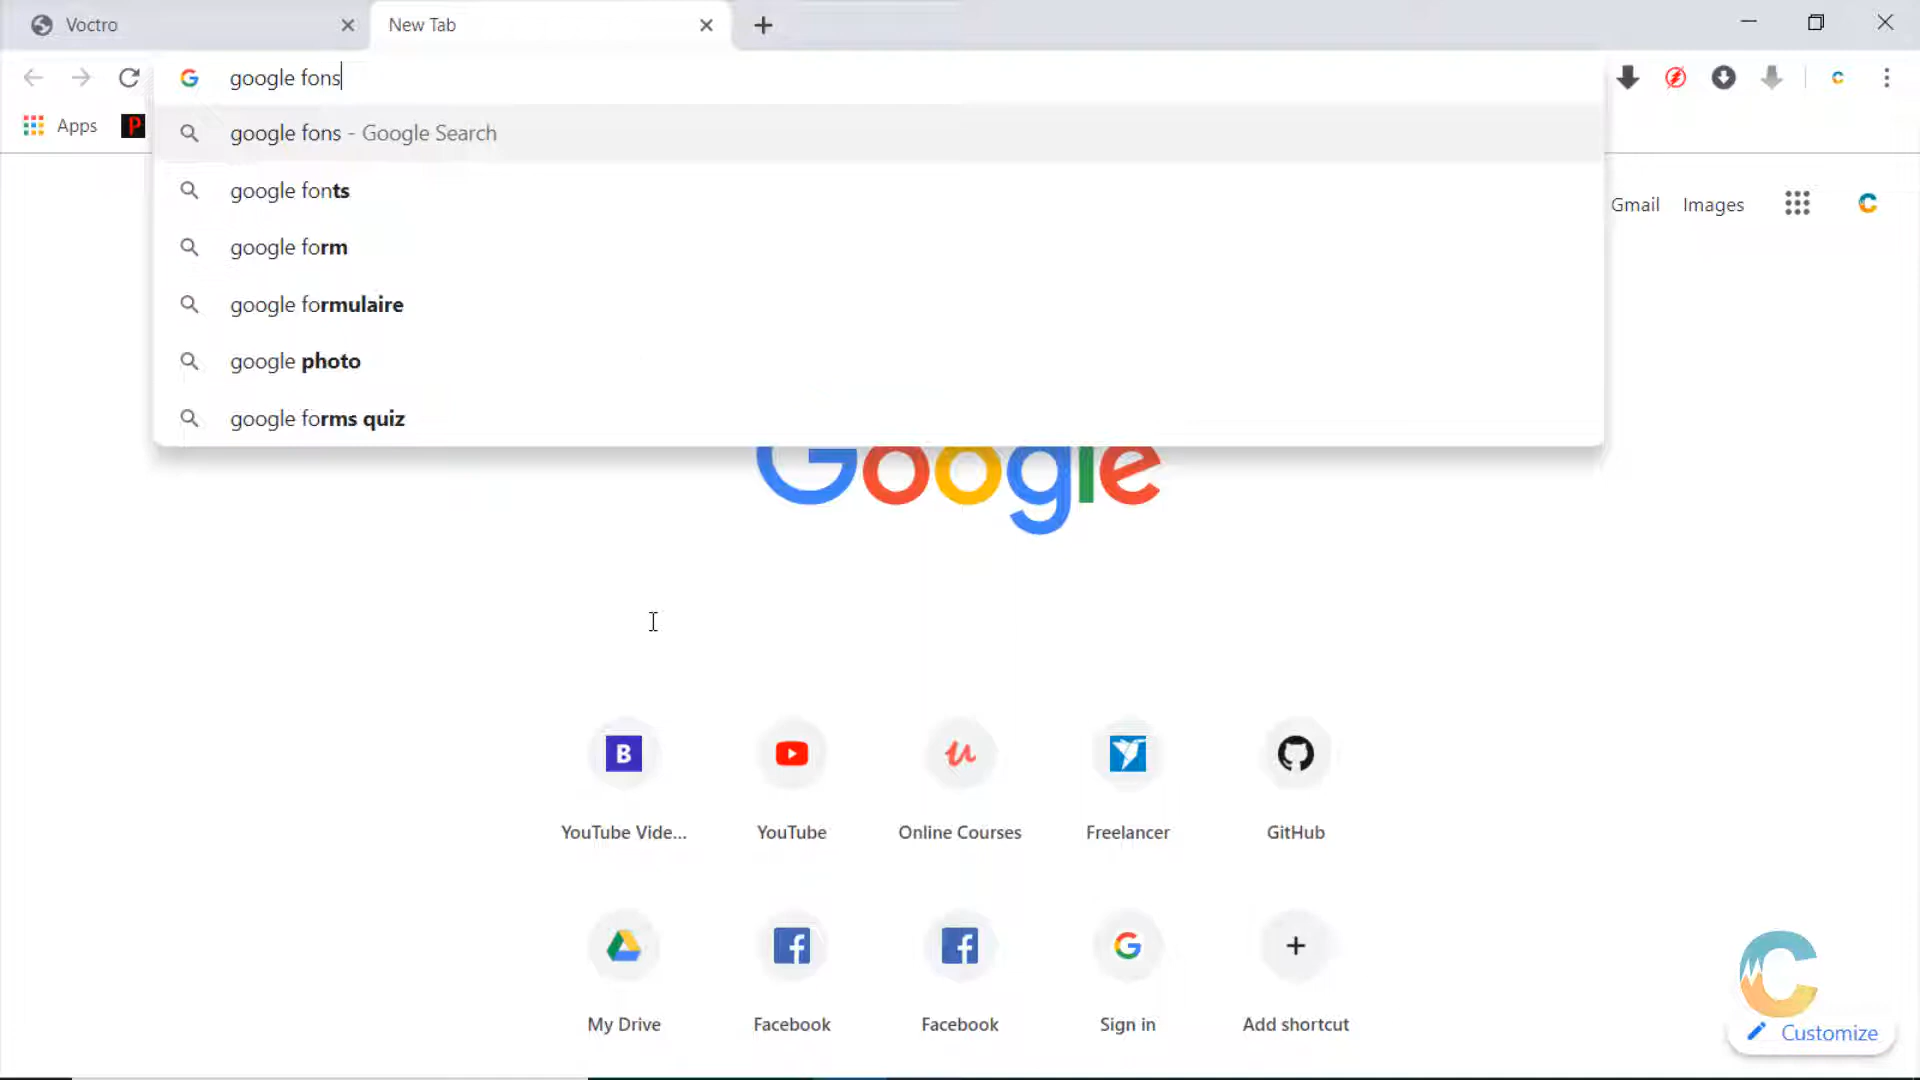 Voctro
New Tab
google fons
Apps
google fons - Google Search
google fonts
google form
google formulaire
google photo
google forms quiz
Gmail Images
Google
YouTube Vide...
YouTube
Online Courses
Freelancer
GitHub
My Drive
Facebook
Facebook
Sign in
Add shortcut
Customize